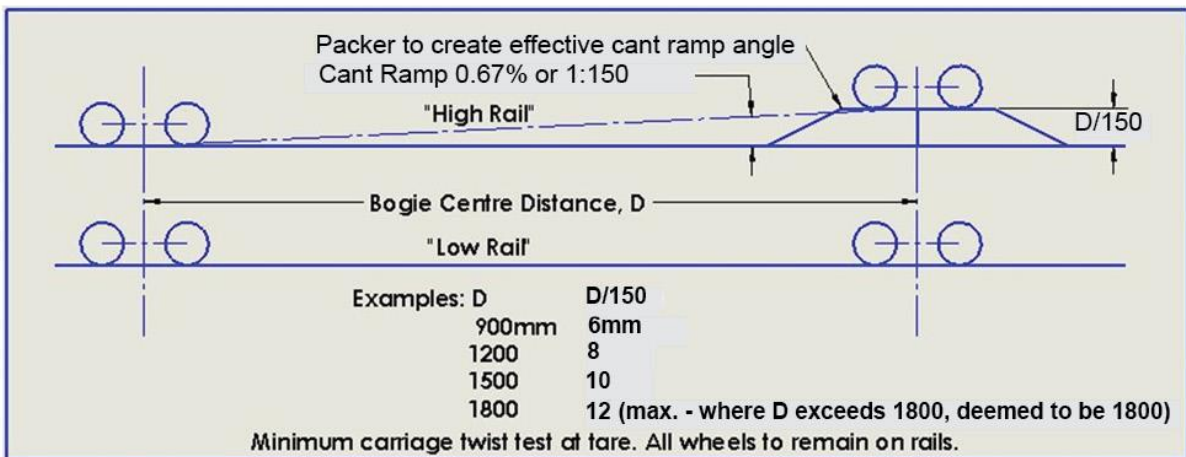 Packer to create effective cant ramp angle
Cant Ramp 0.67% or 1:150
"High Rail"
D/150
Bogie Centre Distance, D
"Low Rail"
Examples: D D/150
900mm 6mm
1200 8
1500 10
1800 12 (max. - where D exceeds 1800, deemed to be 1800)
Minimum carriage twist test at tare. All wheels to remain on rails.